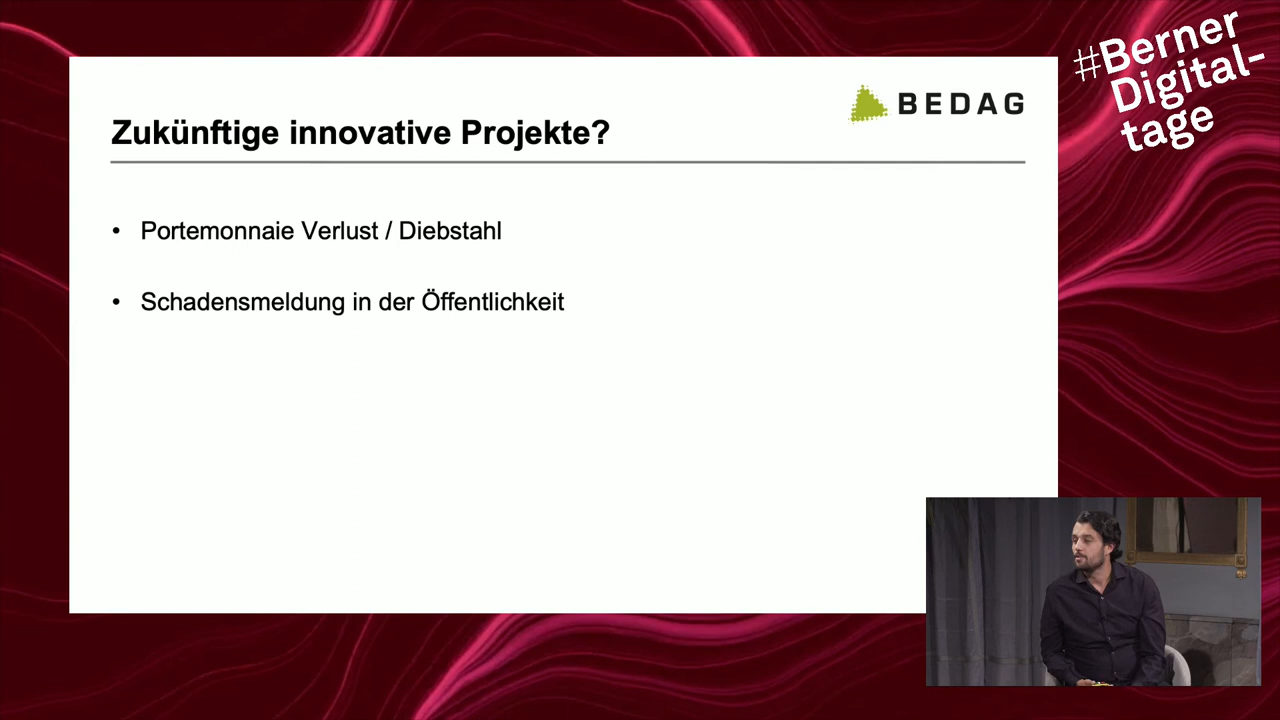 #Berner
Digital-
tage
BEDAG
Zukünftige innovative Projekte?
• Portemonnaie Verlust / Diebstahl
• Schadensmeldung in der Öffentlichkeit